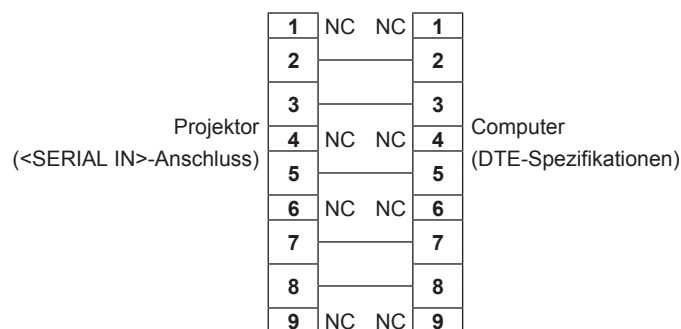 1 NC NC 1
2 2
3 3
Projektor
(<SERIAL IN>-Anschluss)
4 NC NC 4
Computer
(DTE-Spezifikationen)
5 5
6 NC NC 6
7 7
8 8
9 NC NC 9